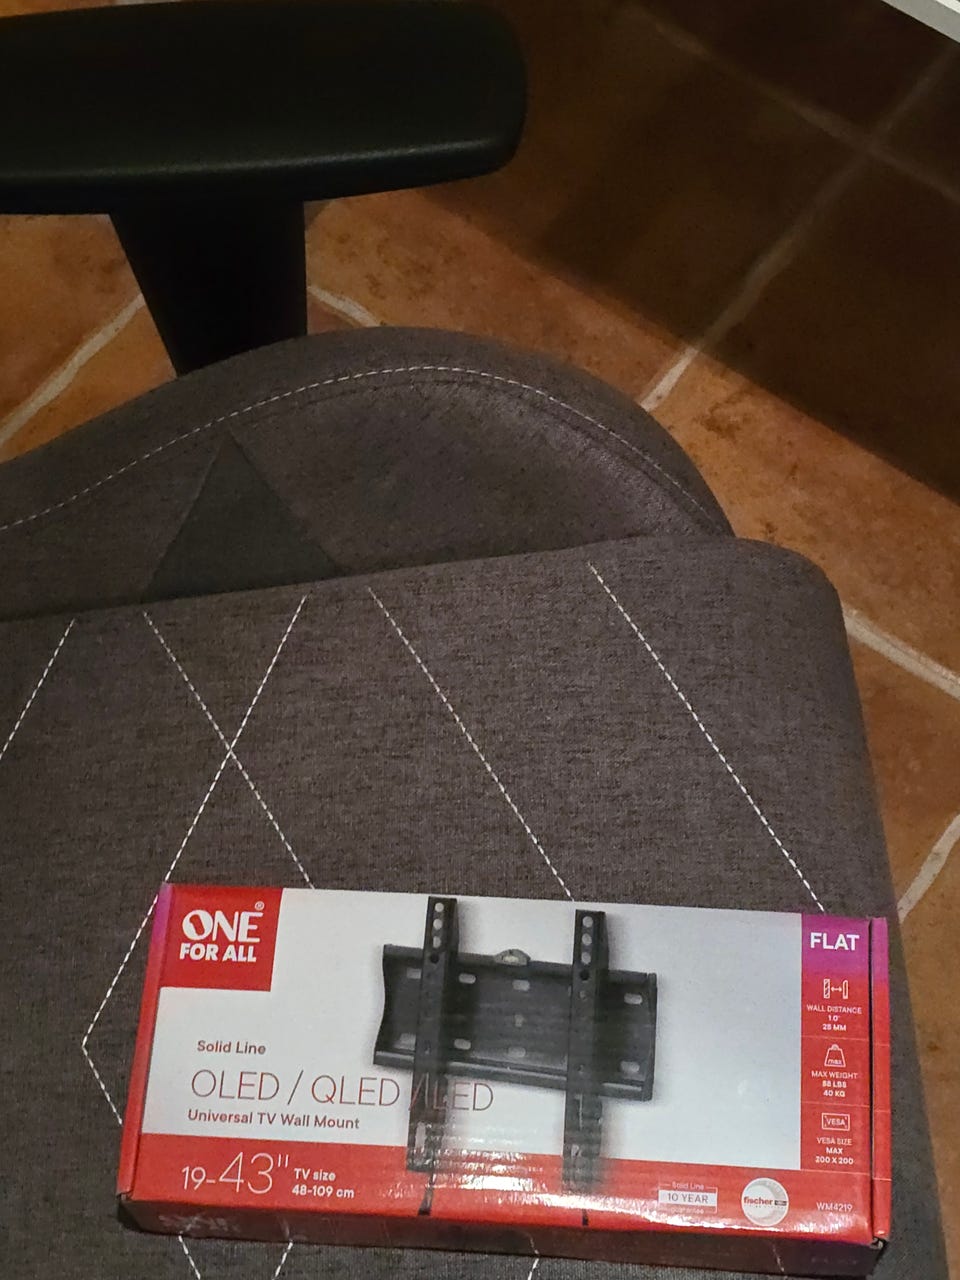 ONE®
FOR ALL
FLAT
WALL DISTANCE
1.0"
25 MM
Solid Line
OLED / QLED / LED
Universal TV Wall Mount
max
MAX WEIGHT
88 LBS
40 KG
VESA
VESA SIZE
MAX
200 X 200
19-43"
TV size
48-109 cm
Solid Line
10 YEAR
guarantee
fischer
WM4219